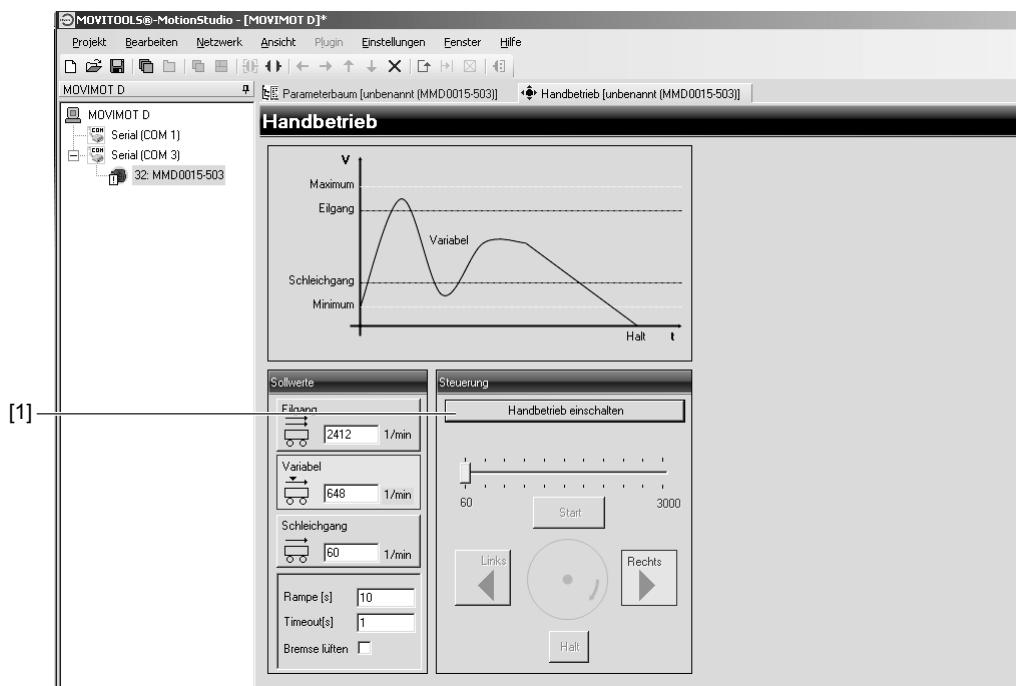 MOVITOOLS®-MotionStudio - [MOVIMOT D]*
Projekt Bearbeiten Netzwerk Ansicht Plugin Einstellungen Fenster Hilfe
MOVIMOT D
Parameterbaum [unbenannt (MMD0015-503)]
Handbetrieb [unbenannt (MMD0015-503)]
MOVIMOT D
Serial (COM 1)
Serial (COM 3)
32: MMD0015-503
Handbetrieb
V
Maximum
Eilgang
Variabel
Schleichgang
Minimum
Halt t
Sollwerte
Eilgang
2412 1/min
Variabel
648 1/min
Schleichgang
60 1/min
Rampe [s] 10
Timeout[s] 1
Bremse lüften
Steuerung
[1]
Handbetrieb einschalten
60 3000
Start
Links
Rechts
Halt